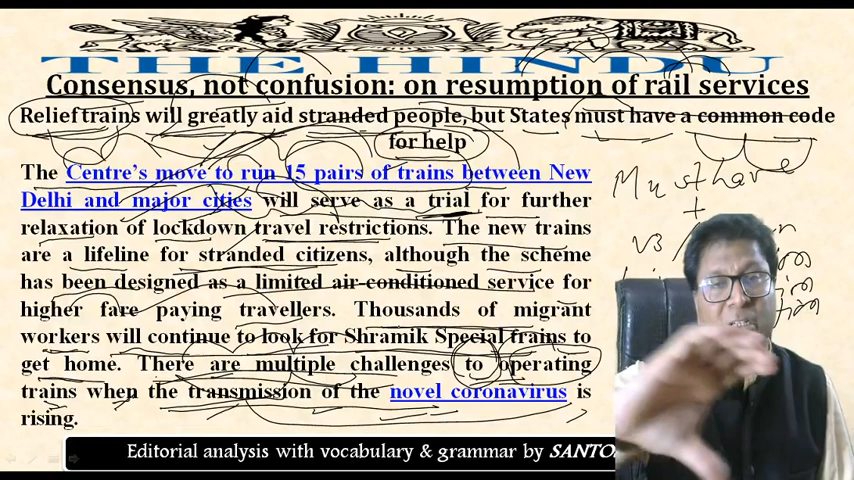 THE HINDU
Consensus, not confusion: on resumption of rail services
Relief trains will greatly aid stranded people, but States must have a common code
for help
The Centre's move to run 15 pairs of trains between New
Delhi and major cities will serve as a trial for further
relaxation of lockdown travel restrictions. The new trains
are a lifeline for stranded citizens, although the scheme
has been designed as a limited air-conditioned service for
higher fare paying travellers. Thousands of migrant
workers will continue to look for Shramik Special trains to
get home. There are multiple challenges to operating
trains when the transmission of the novel coronavirus is
rising.
Must have
+
V3
Editorial analysis with vocabulary & grammar by SANTO